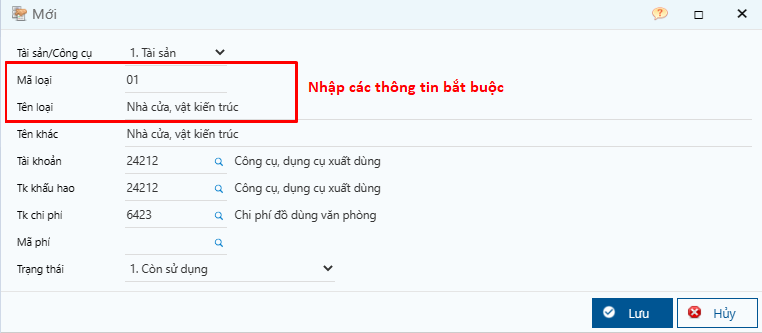 Mới
Tài sản/Công cụ 1. Tài sản
Mã loại 01
Nhập các thông tin bắt buộc
Tên loại Nhà cửa, vật kiến trúc
Tên khác Nhà cửa, vật kiến trúc
Tài khoản 24212 Công cụ, dụng cụ xuất dùng
Tk khấu hao 24212 Công cụ, dụng cụ xuất dùng
Tk chi phí 6423 Chi phí đồ dùng văn phòng
Mã phí
Trạng thái 1. Còn sử dụng
Lưu Hủy